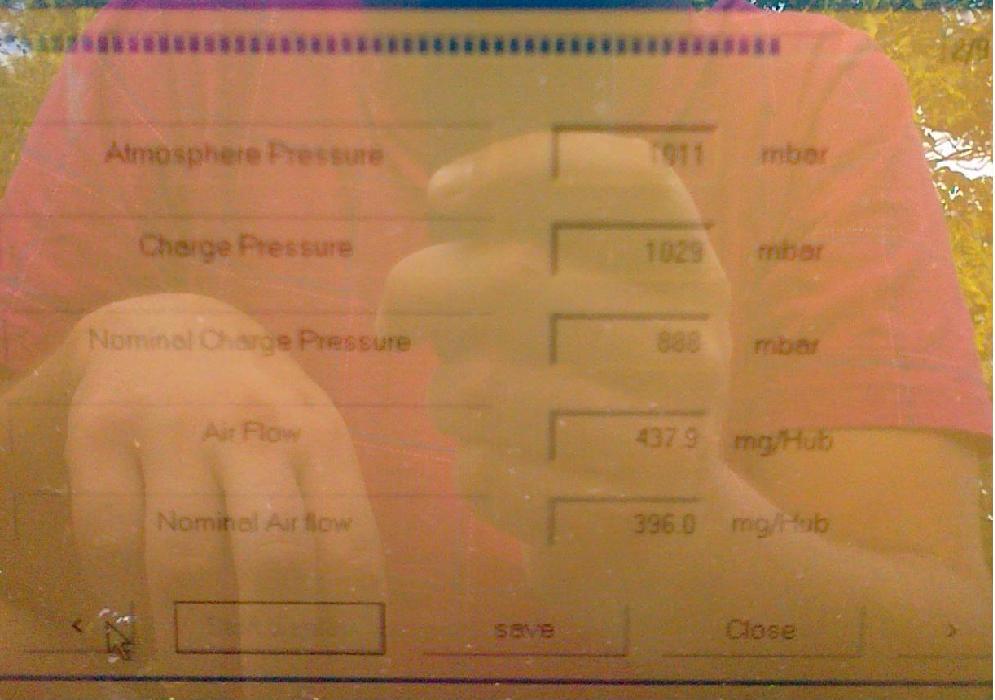 Atmosphere Pressure 1011 mbar
Charge Pressure 1029 mbar
Nominal Charge Pressure 888 mbar
Air Flow 437.9 mg/Hub
Nominal Air flow 396.0 mg/Hub
< save Close >